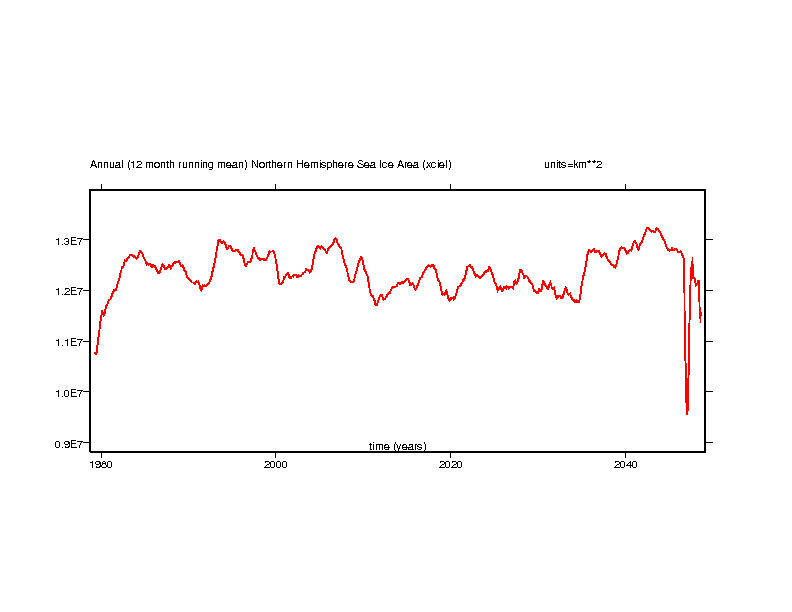 Annual (12 month running mean) Northern Hemisphere Sea Ice Area (xciel) units=km**2
1.3E7
1.2E7
1.1E7
1.0E7
0.9E7
time (years)
1980 2000 2020 2040